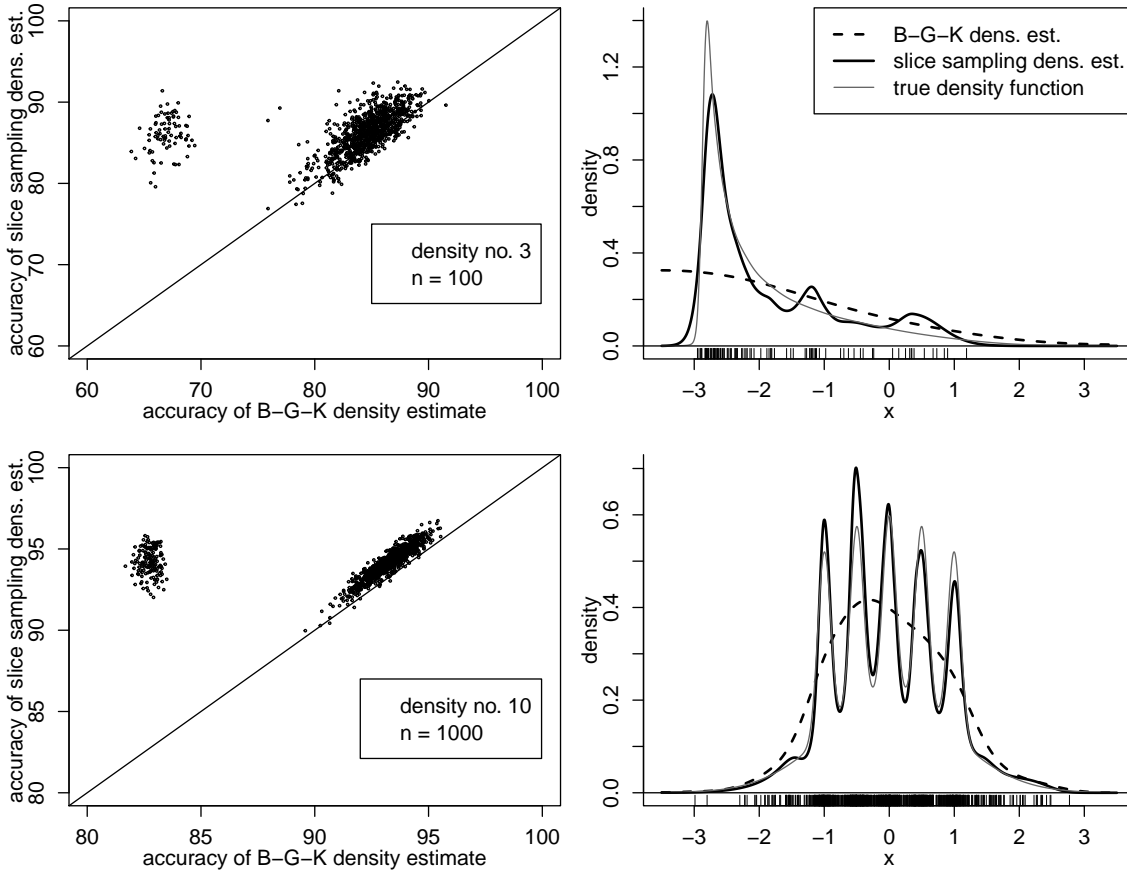 accuracy of slice sampling dens. est.
100
90
80
70
60
density no. 3
n = 100
60 70 80 90 100
accuracy of B−G−K density estimate
B−G−K dens. est.
slice sampling dens. est.
true density function
density
1.2
0.8
0.4
0.0
−3 −2 −1 0 1 2 3
x
accuracy of slice sampling dens. est.
100
95
90
85
80
density no. 10
n = 1000
80 85 90 95 100
accuracy of B−G−K density estimate
density
0.6
0.4
0.2
0.0
−3 −2 −1 0 1 2 3
x